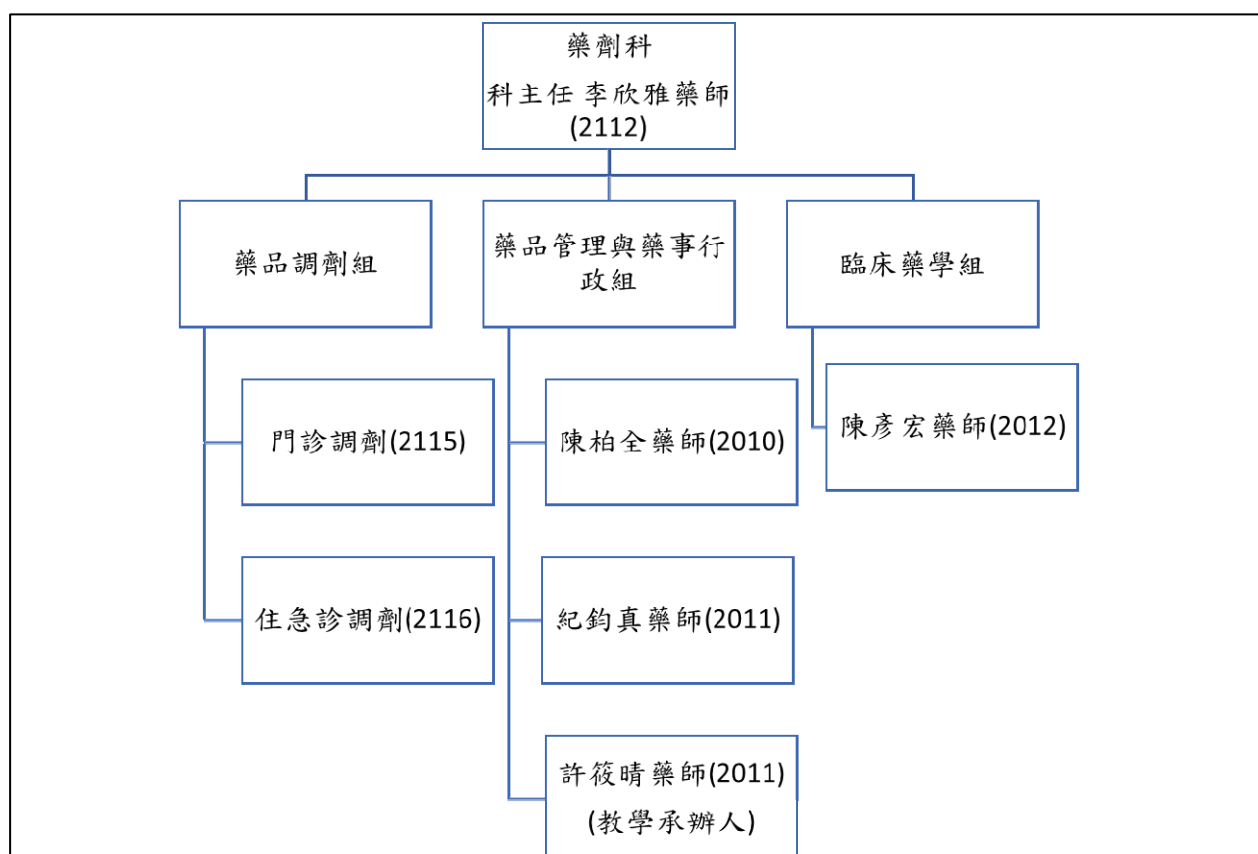 藥劑科
科主任 李欣雅藥師
(2112)
藥品調劑組
藥品管理與藥事行
政組
臨床藥學組
門診調劑(2115)
陳柏全藥師(2010)
陳彥宏藥師(2012)
住急診調劑(2116)
紀鈞真藥師(2011)
許筱晴藥師(2011)
(教學承辦人)